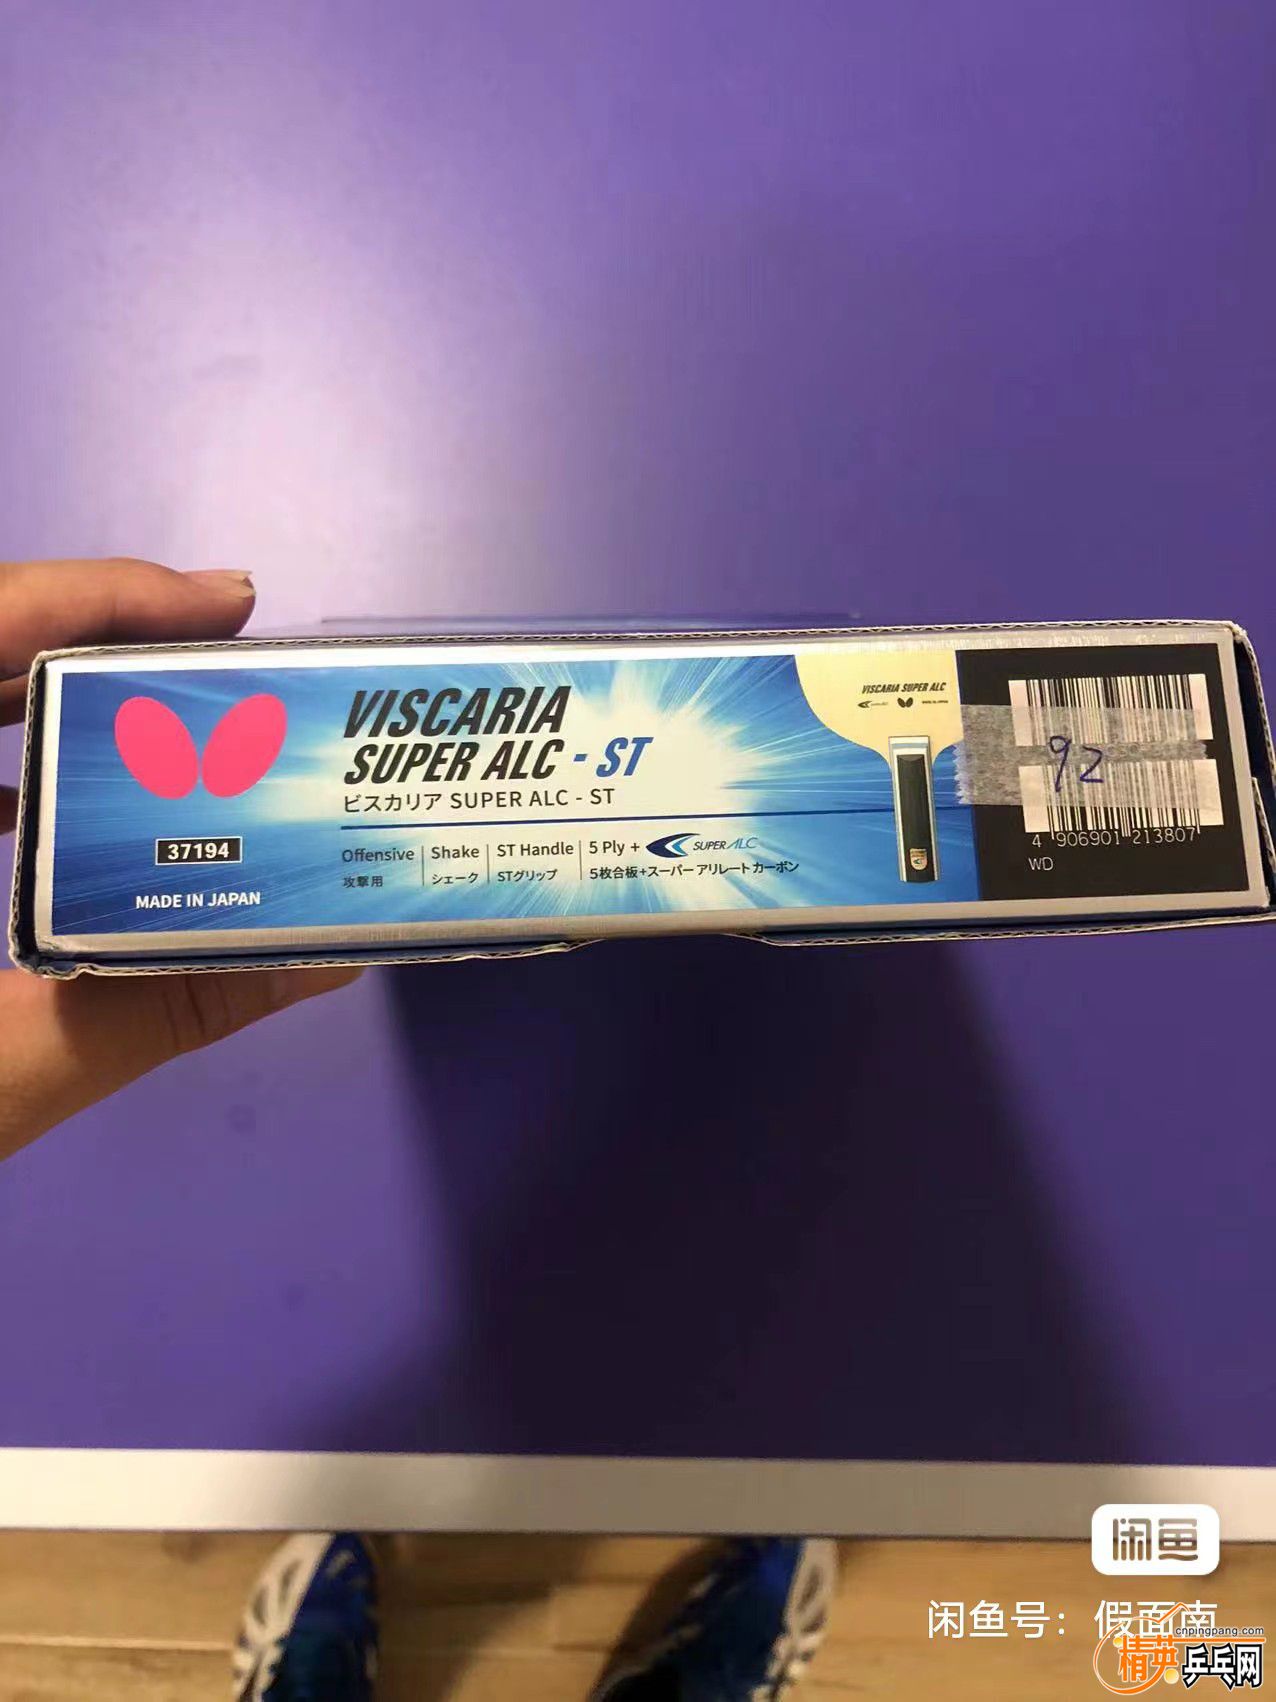 VISCARIA
SUPER ALC - ST
ビスカリア SUPER ALC - ST
37194
MADE IN JAPAN
Offensive
攻撃用
Shake
シェーク
ST Handle
STグリップ
5 Ply + SUPER ALC
5枚合板+スーパー アリレート カーボン
VISCARIA SUPER ALC
MADE IN JAPAN
92
4 906901 213807
WD
闲鱼
闲鱼号：假面南
cnpingpang.com
精英乒乓网